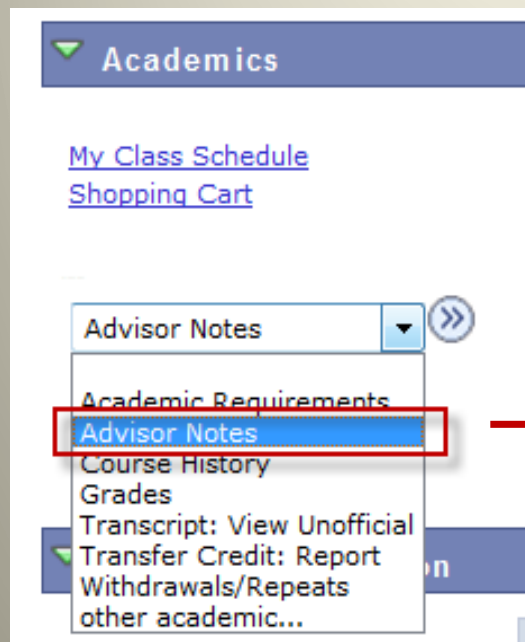 Academics
My Class Schedule
Shopping Cart
Advisor Notes
Academic Requirements
Advisor Notes
Course History
Grades
Transcript: View Unofficial
Transfer Credit: Report
Withdrawals/Repeats
other academic...